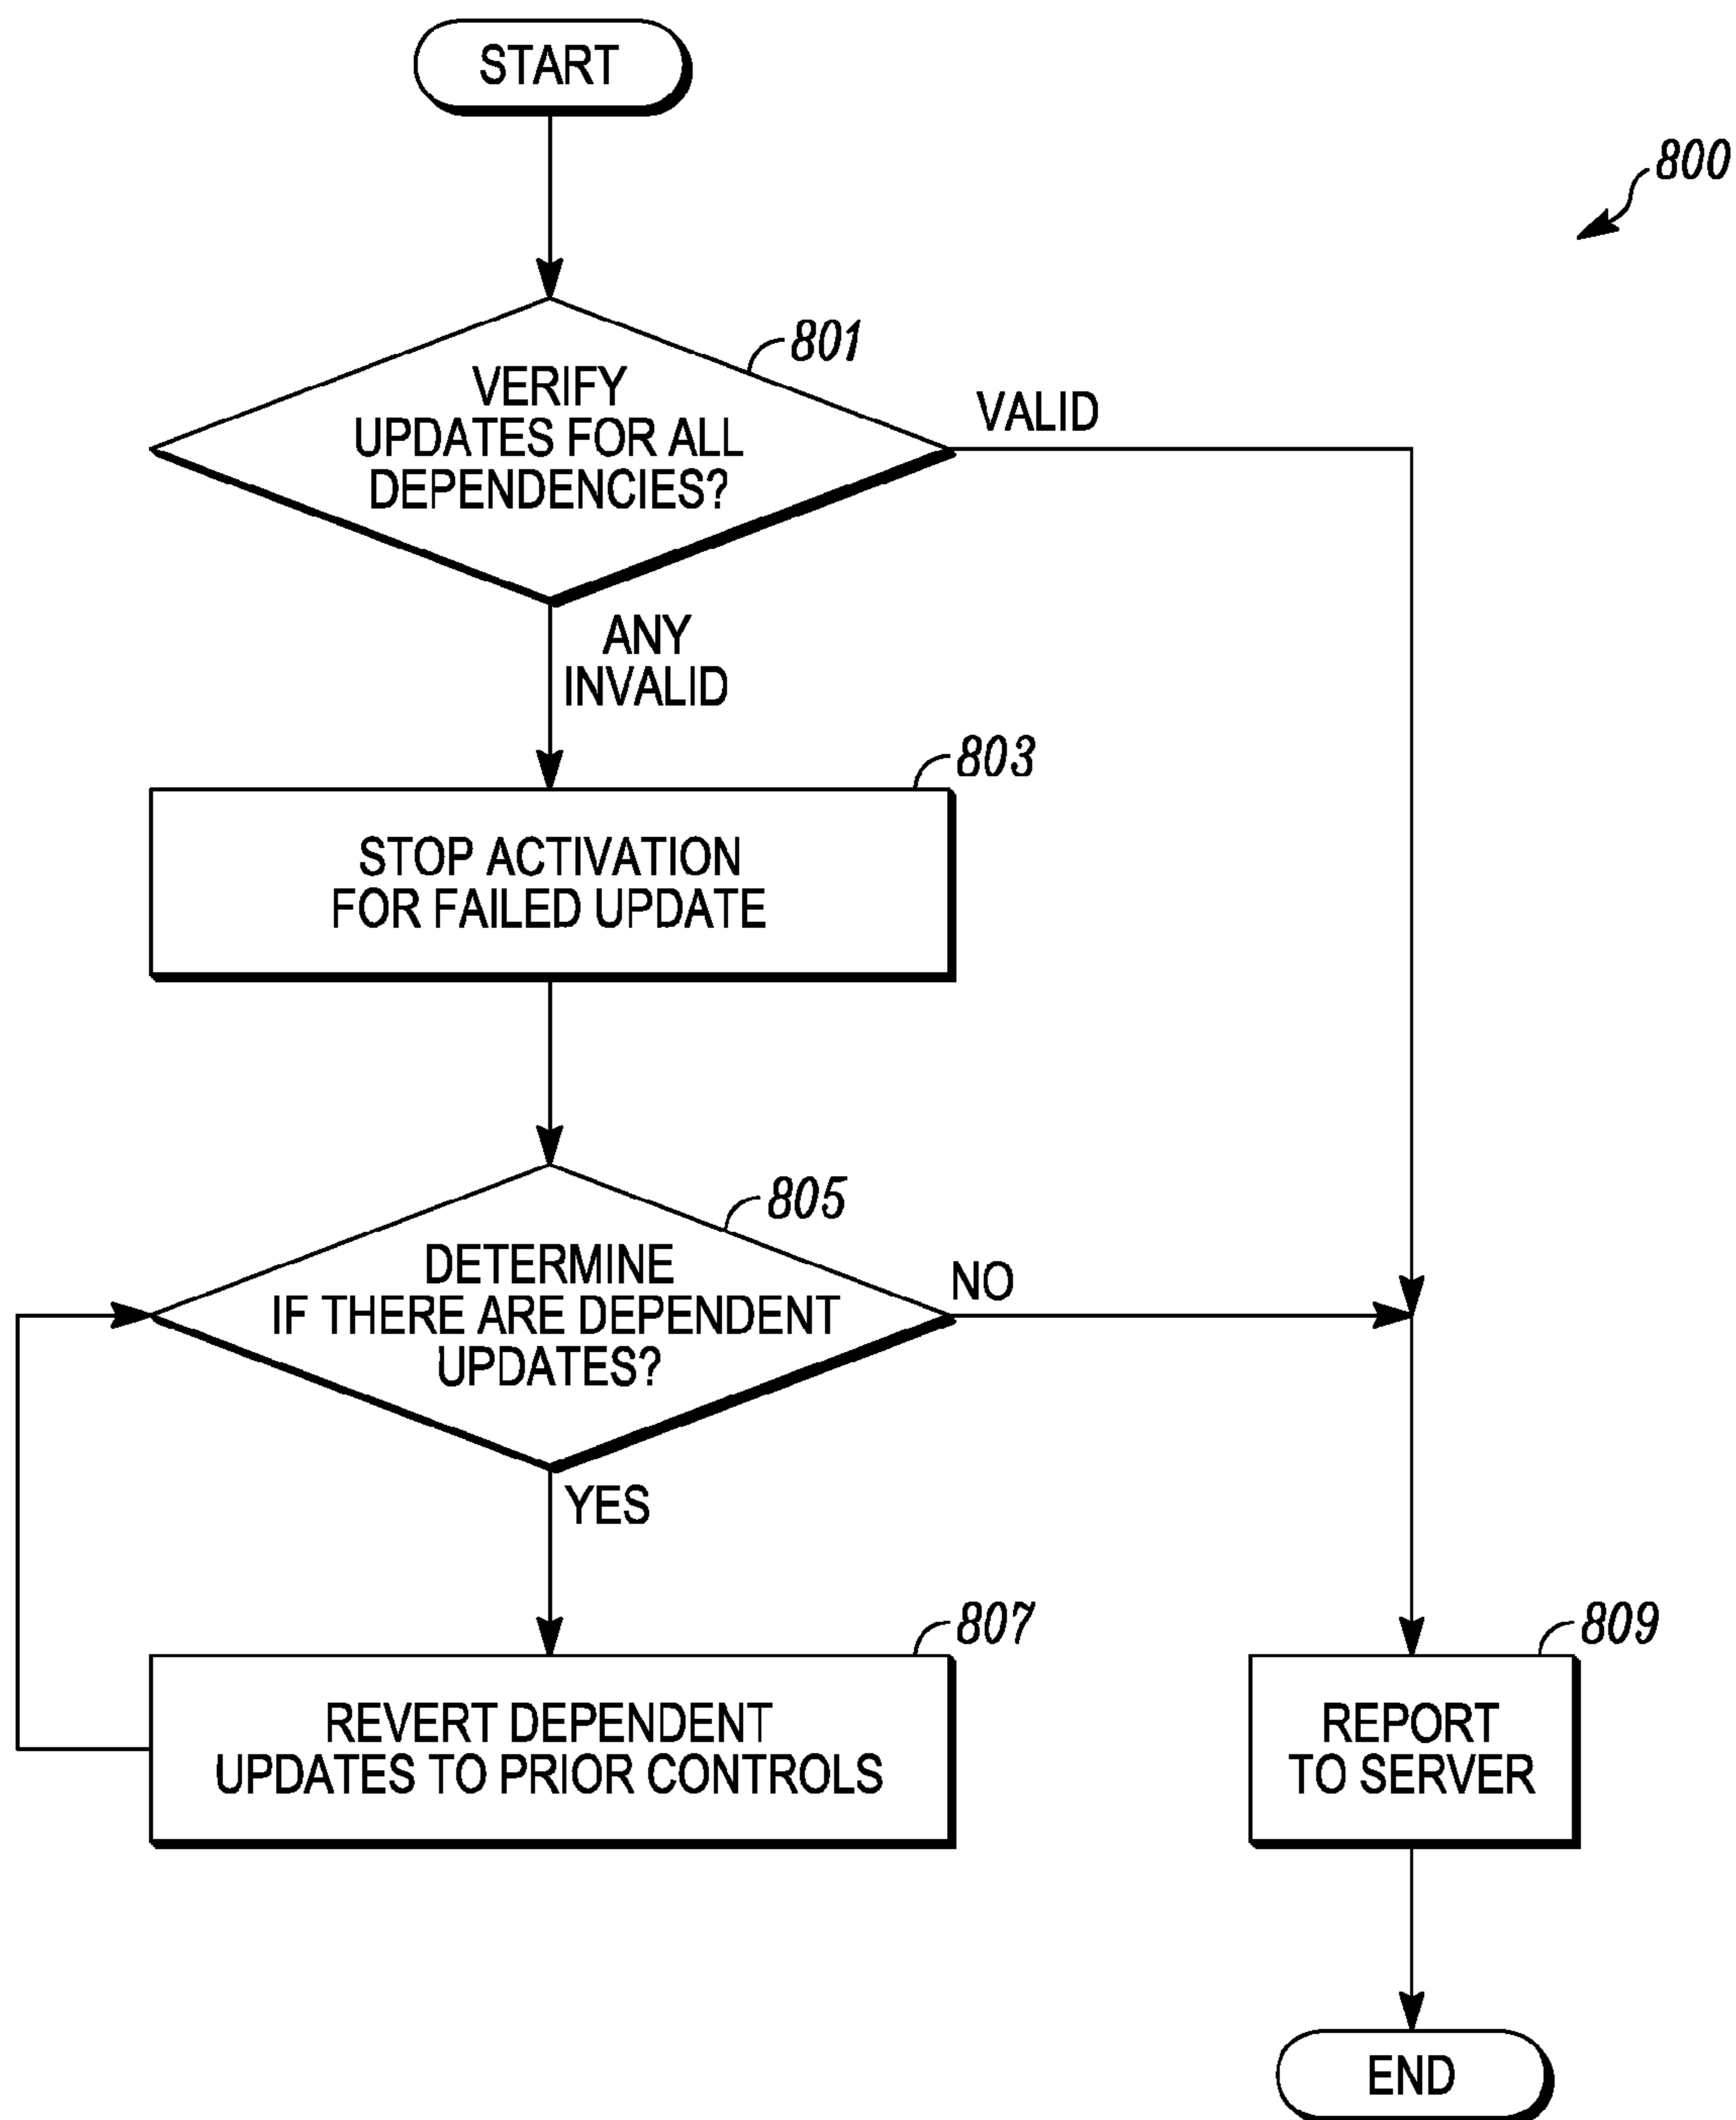 START
800
801
VERIFY
UPDATES FOR ALL
DEPENDENCIES?
VALID
ANY
INVALID
803
STOP ACTIVATION
FOR FAILED UPDATE
805
DETERMINE
IF THERE ARE DEPENDENT
UPDATES?
NO
YES
807
REVERT DEPENDENT
UPDATES TO PRIOR CONTROLS
809
REPORT
TO SERVER
END